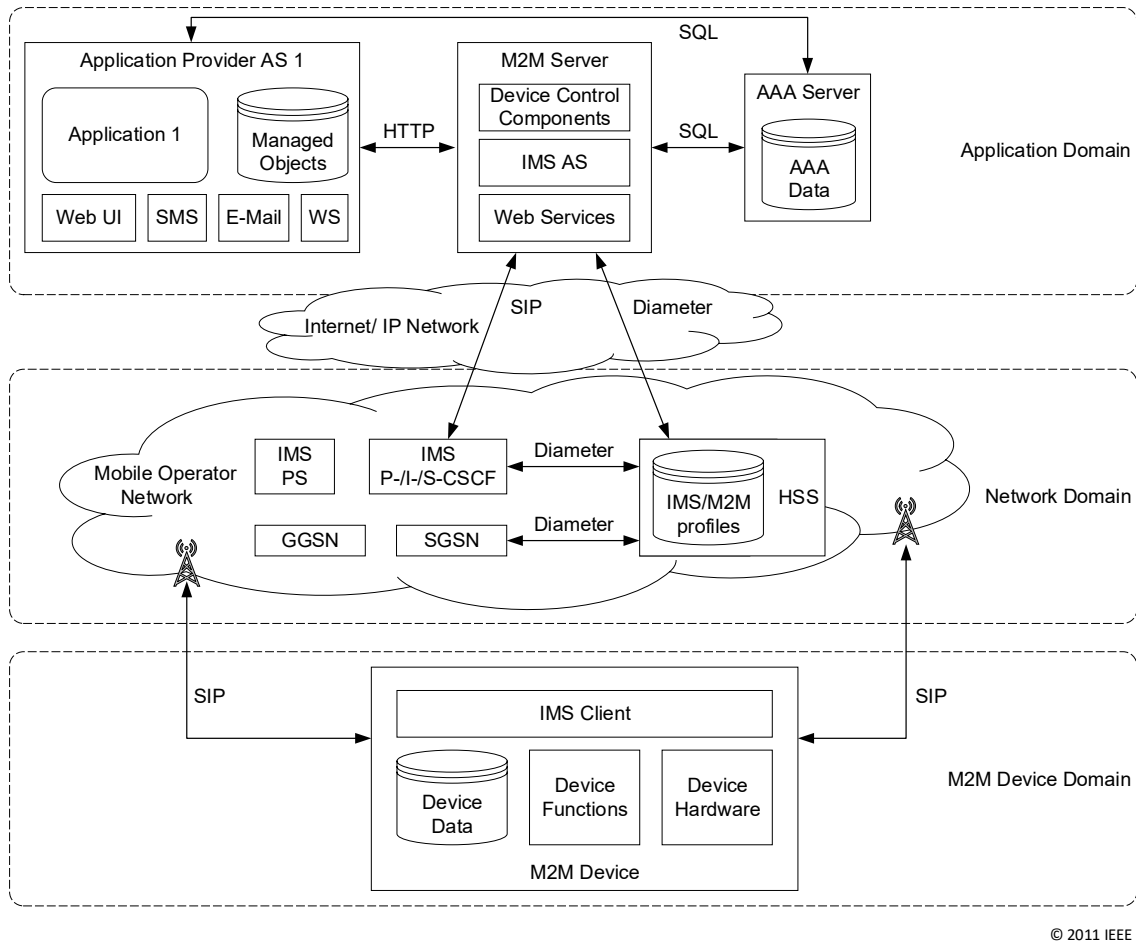 SQL
Application Provider AS 1
M2M Server
AAA Server
Application 1
Managed
Objects
HTTP
Device Control
Components
IMS AS
Web Services
SQL
AAA
Data
Web UI
SMS
E-Mail
WS
Application Domain
Internet/ IP Network
SIP
Diameter
Mobile Operator
Network
IMS
PS
IMS
P-/I-/S-CSCF
Diameter
IMS/M2M
profiles
HSS
GGSN
SGSN
Diameter
Network Domain
SIP
SIP
IMS Client
Device
Data
Device
Functions
Device
Hardware
M2M Device
M2M Device Domain
© 2011 IEEE